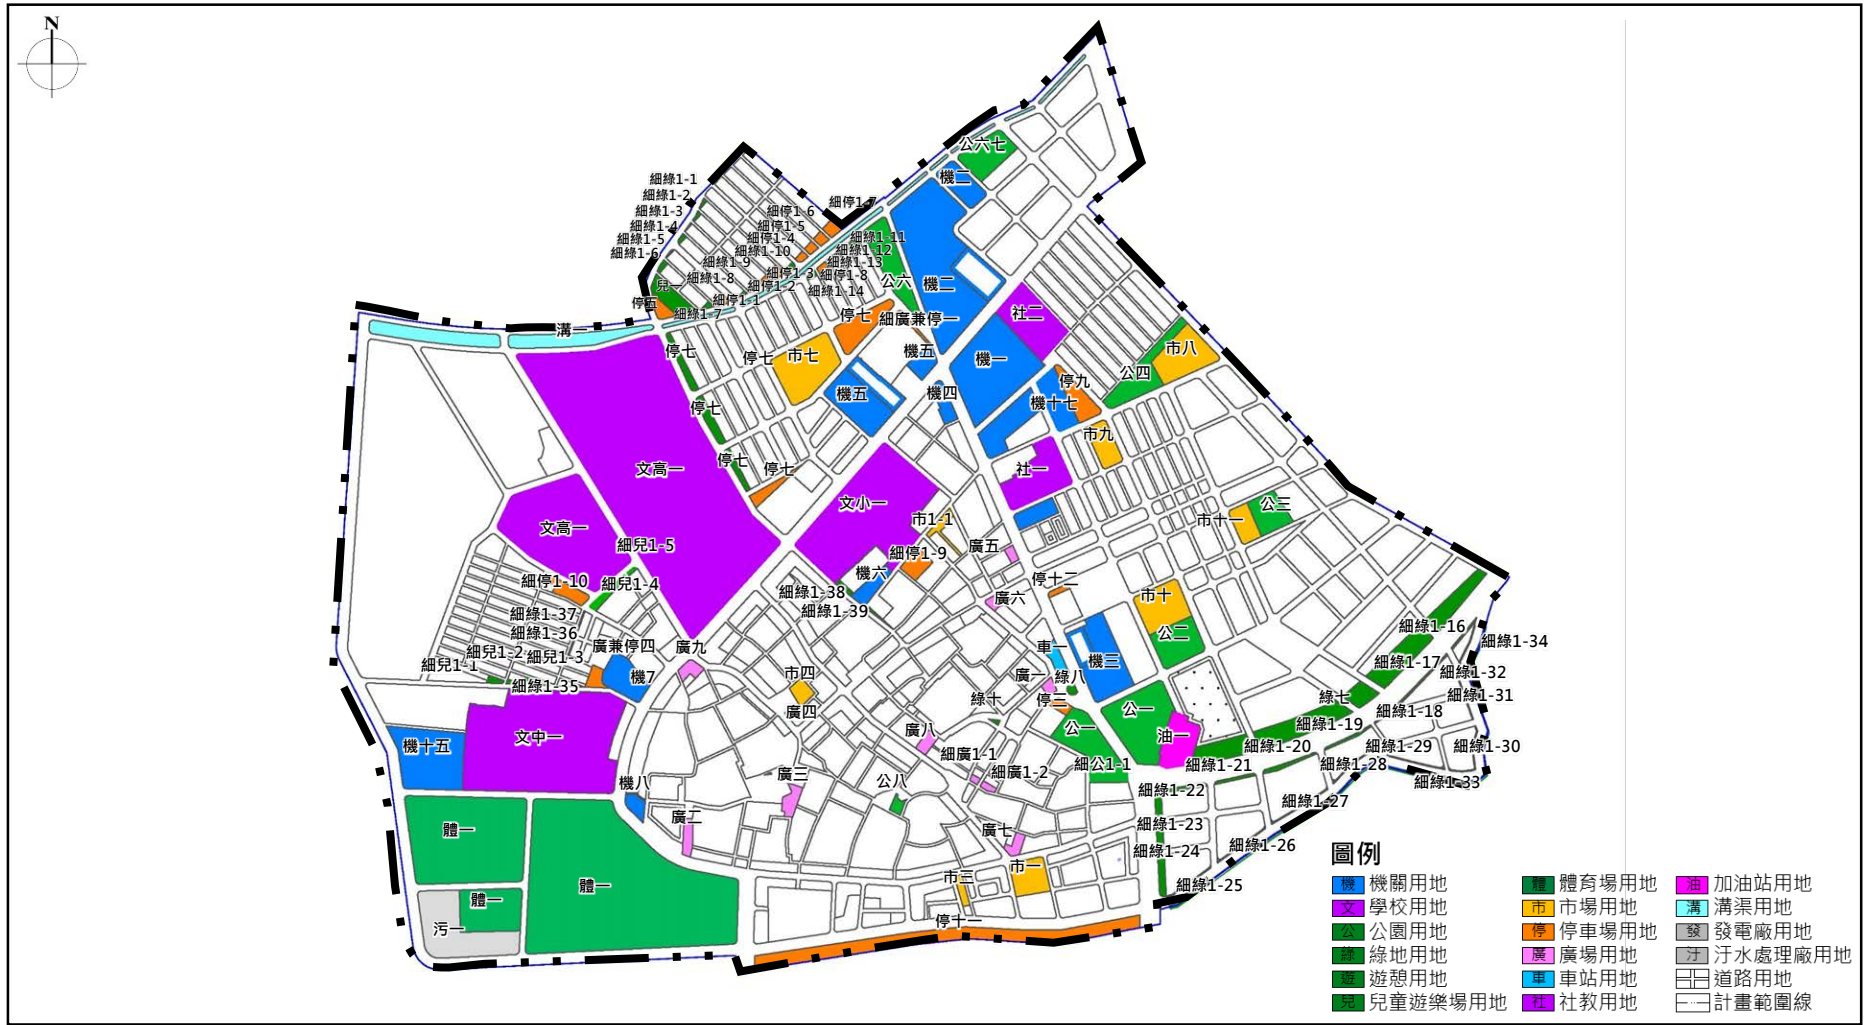 N
公六七
機二
細綠1-1
細綠1-2
細綠1-3
細綠1-4
細綠1-5
細綠1-6
細停1-7
細停1-6
細停1-5
細停1-4
細綠1-10
細綠1-9
細綠1-8
細綠1-11
細綠1-12
細綠1-13
細停1-3
細停1-8
細停1-2
細綠1-14
細停1-1
細綠1-7
兒一
停五
公六
機二
溝一
停七
細廣兼停一
社二
機一
機五
停七
停七
市七
市八
公四
機五
機四
停九
機十七
停七
市九
停七
停七
文高一
社一
文小一
市1-1
公三
市十一
文高一
細兒1-5
細停1-9
廣五
機六
停十二
細停1-10
細兒1-4
細綠1-38
細綠1-39
廣六
市十
細綠1-37
細綠1-36
公二
細綠1-16
細綠1-34
廣兼停四
廣九
細兒1-2
細兒1-3
細兒1-1
車一
機三
細綠1-17
細綠1-32
機7
市四
廣一
綠八
細綠1-35
綠十
停三
綠七
細綠1-31
廣四
公一
細綠1-18
公一
廣八
油一
細綠1-19
文中一
機十五
細廣1-1
細綠1-20
細綠1-29
細綠1-30
細公1-1
細綠1-21
細綠1-28
細廣1-2
廣三
公八
機八
細綠1-33
細綠1-22
細綠1-27
廣二
體一
廣七
細綠1-23
細綠1-24
細綠1-26
市一
市三
體一
細綠1-25
體一
停十一
污一
圖例
機 機關用地
體 體育場用地
油 加油站用地
文 學校用地
市 市場用地
溝 溝渠用地
公 公園用地
停 停車場用地
發 發電廠用地
綠 綠地用地
廣 廣場用地
汙 汙水處理廠用地
遊 遊憩用地
車 車站用地
道路用地
兒 兒童遊樂場用地
社 社教用地
計畫範圍線